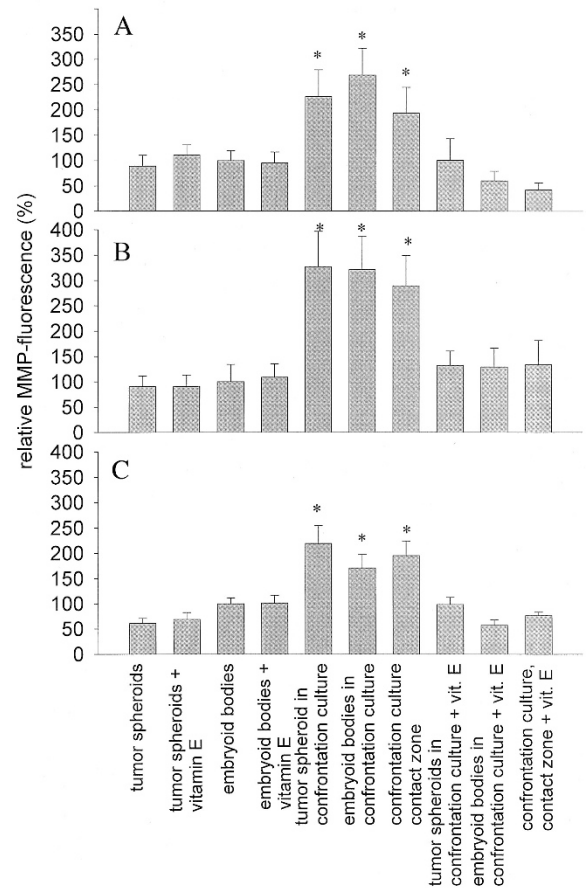 A
350
300
250
200
150
100
50
0
* * *
relative MMP-fluorescence (%)
B
400
350
300
250
200
150
100
50
0
* * *
C
400
350
300
250
200
150
100
50
0
* * *
tumor spheroids
tumor spheroids +
vitamin E
embryoid bodies
embryoid bodies +
vitamin E
tumor spheroid in
confrontation culture
embryoid bodies in
confrontation culture
confrontation culture
contact zone
tumor spheroids in
confrontation culture + vit. E
embryoid bodies in
confrontation culture + vit. E
confrontation culture,
contact zone + vit. E